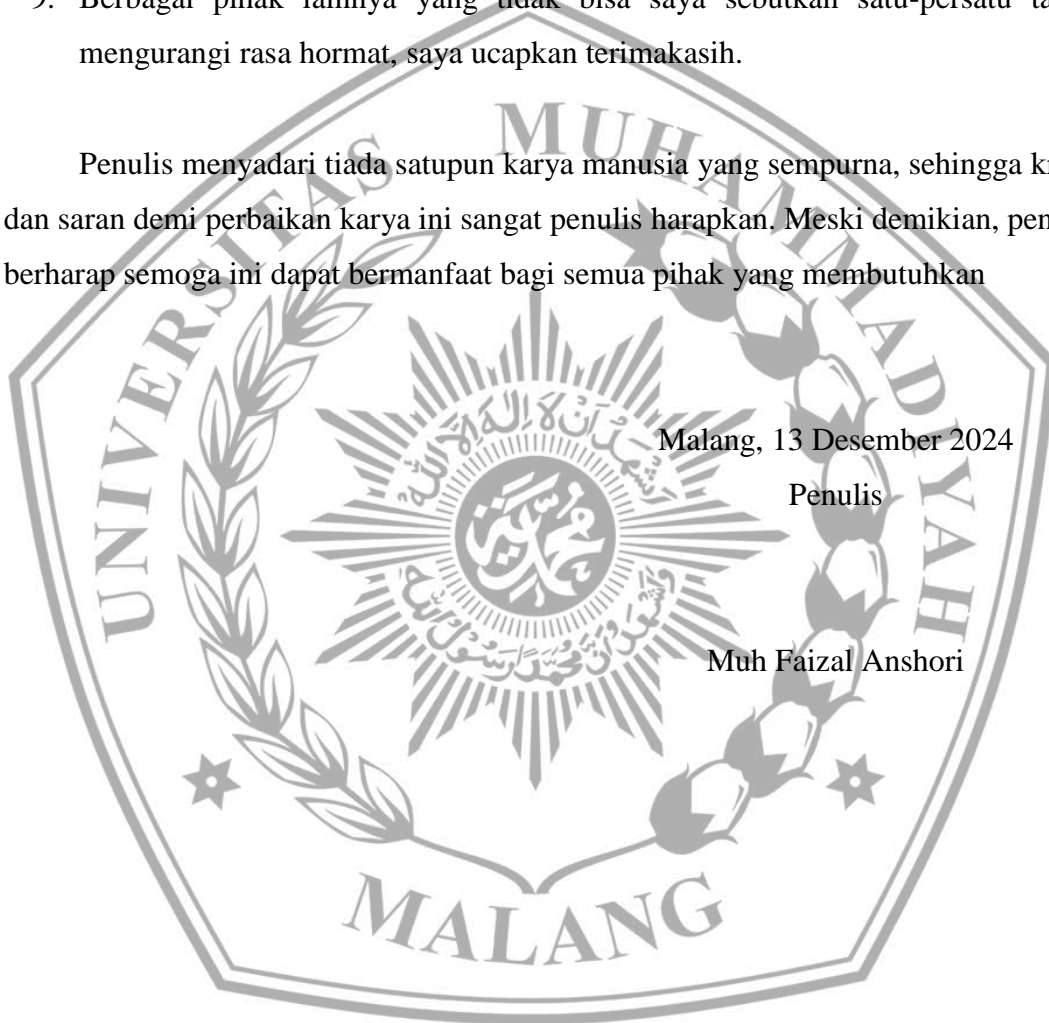 9. Berbagai pihak lainnya yang tidak bisa saya sebutkan satu-persatu
mengurangi rasa hormat, saya ucapkan terimakasih.
Penulis menyadari tiada satupun karya manusia yang sempurna, sehingga
dan saran demi perbaikan karya ini sangat penulis harapkan. Meski demikian,
berharap semoga ini dapat bermanfaat bagi semua pihak yang membutuhkan
Malang, 13 Desember 2024
Penulis
Muh Faizal Anshori
UNIVERSITAS MUHAMMADIYAH
MALANG